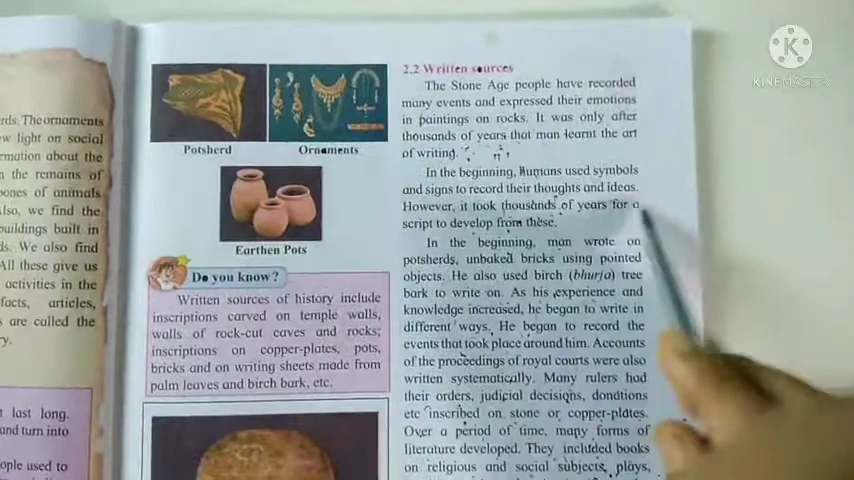 rds. The ornaments
w light on social
rmation about the
n the remains of
ones of animals
lso, we find the
buildings built in
ds. We also find
All these give us
activities in the
facts, articles,
s are called the
ry.
t last long.
and turn into
ople used to
Potsherd
Ornaments
Earthen Pots
Do you know?
Written sources of history include
inscriptions carved on temple walls,
walls of rock-cut caves and rocks;
inscriptions on copper-plates, pots,
bricks and on writing sheets made from
palm leaves and birch bark, etc.
2.2 Written sources
The Stone Age people have recorded
many events and expressed their emotions
in paintings on rocks. It was only after
thousands of years that man learnt the art
of writing.
In the beginning, humans used symbols
and signs to record their thoughts and ideas.
However, it took thousands of years for a
script to develop from these.
In the beginning, man wrote on
potsherds, unbaked bricks using pointed
objects. He also used birch (bhurja) tree
bark to write on. As his experience and
knowledge increased, he began to write in
different ways. He began to record the
events that took place around him. Accounts
of the proceedings of royal courts were also
written systematically. Many rulers had
their orders, judicial decisions, donations
etc inscribed on stone or copper-plates.
Over a period of time, many forms of
literature developed. They included books
on religious and social subjects, plays,
KINEMASTER